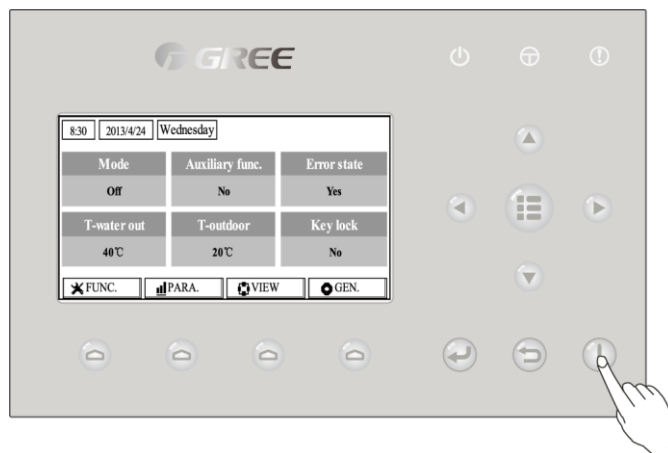 GREE
8:30 2013/4/24 Wednesday
Mode Auxiliary func. Error state
Off No Yes
T-water out T-outdoor Key lock
40℃ 20℃ No
FUNC. PARA. VIEW GEN.